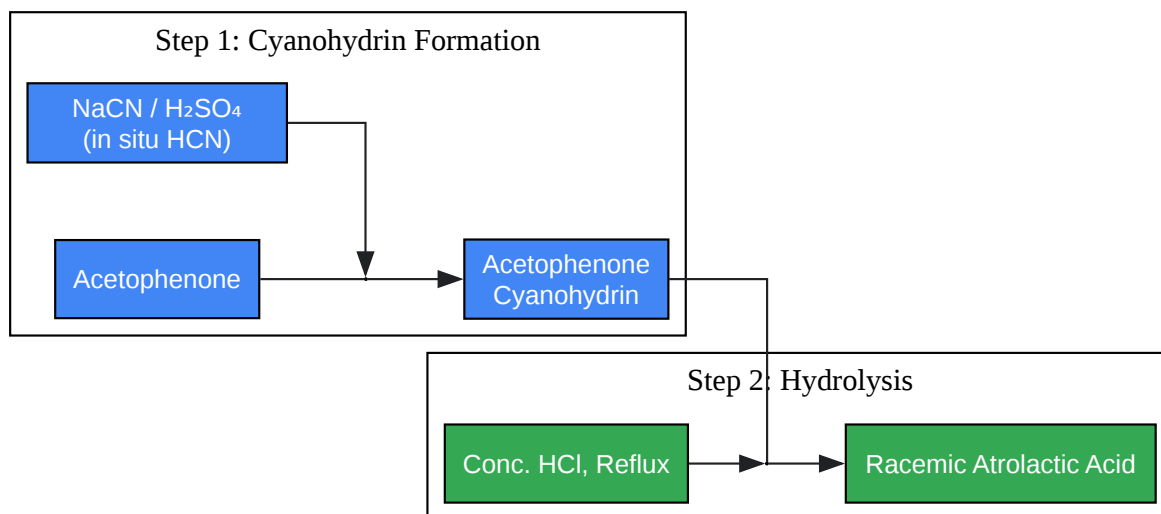 Step 1: Cyanohydrin Formation
NaCN / H₂SO₄
(in situ HCN)
Acetophenone
Acetophenone
Cyanohydrin
Step 2: Hydrolysis
Conc. HCl, Reflux
Racemic Atrolactic Acid